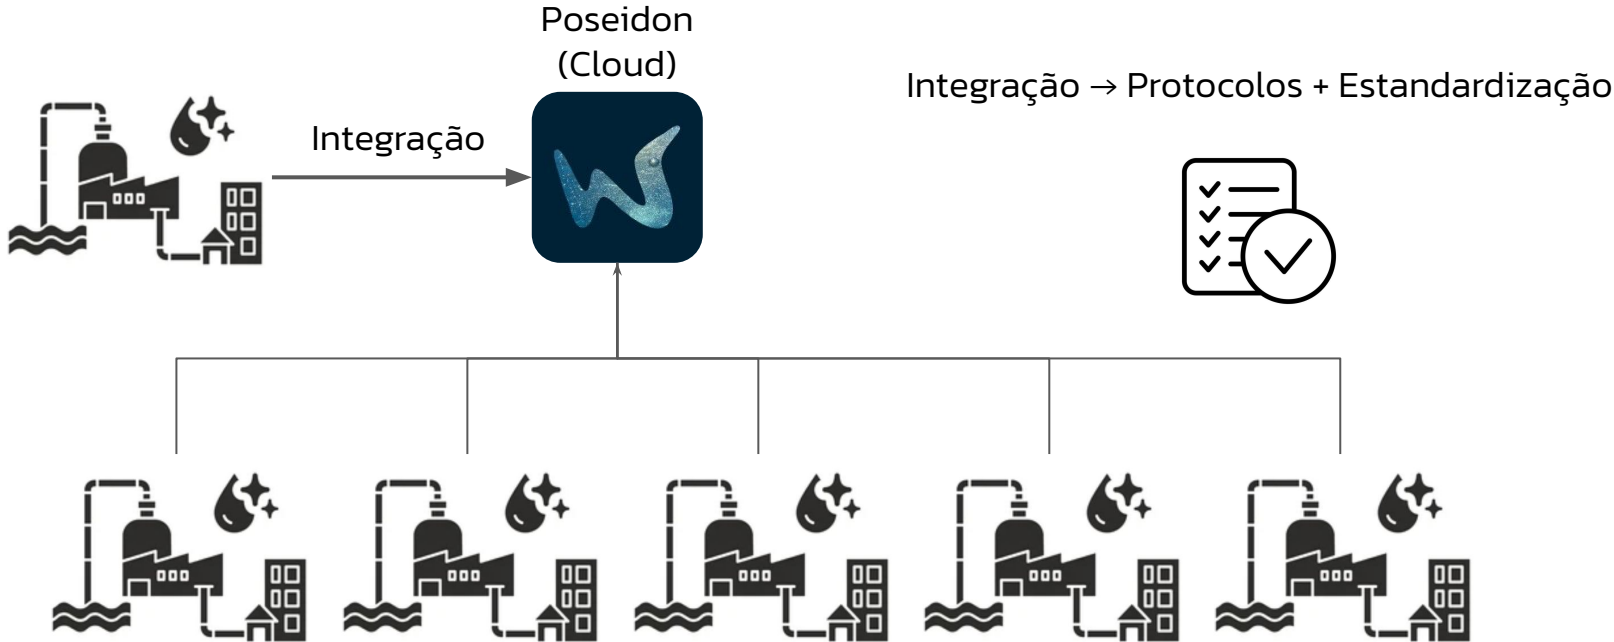 Poseidon
(Cloud)
Integração → Protocolos + Estandardização
Integração